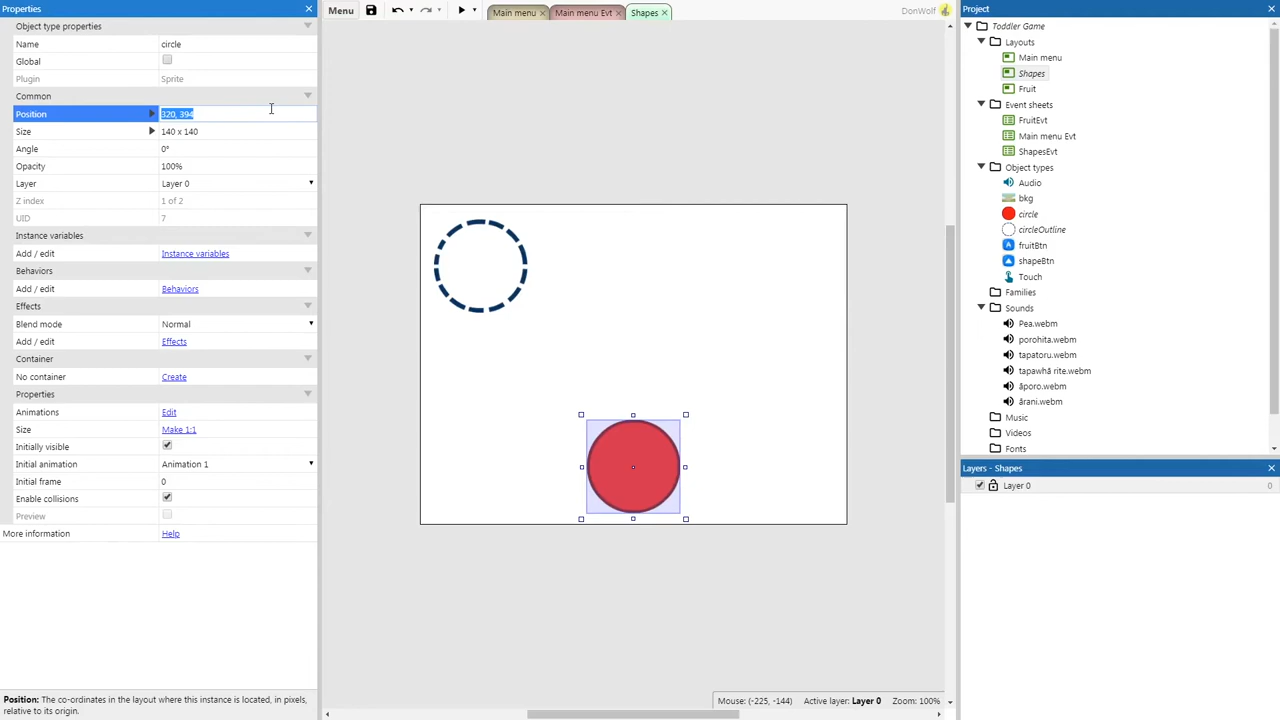 Properties
Object type properties
Name circle
Global
Plugin Sprite
Common
Position 320, 394
Size 140 x 140
Angle 0°
Opacity 100%
Layer Layer 0
Z index 1 of 2
UID 7
Instance variables
Add / edit Instance variables
Behaviors
Add / edit Behaviors
Effects
Blend mode Normal
Add / edit Effects
Container
No container Create
Properties
Animations Edit
Size Make 1:1
Initially visible
Initial animation Animation 1
Initial frame 0
Enable collisions
Preview
More information Help
Position: The co-ordinates in the layout where this instance is located, in pixels,
relative to its origin.
Menu
Main menu Main menu Evt Shapes
DonWolf
Mouse: (-225, -144) Active layer: Layer 0 Zoom: 100%
Project
Toddler Game
Layouts
Main menu
Shapes
Fruit
Event sheets
FruitEvt
Main menu Evt
ShapesEvt
Object types
Audio
bkg
circle
circleOutline
fruitBtn
shapeBtn
Touch
Families
Sounds
Pea.webm
porohita.webm
tapatoru.webm
tapawhā rite.webm
āporo.webm
ārani.webm
Music
Videos
Fonts
Layers - Shapes
Layer 0 0